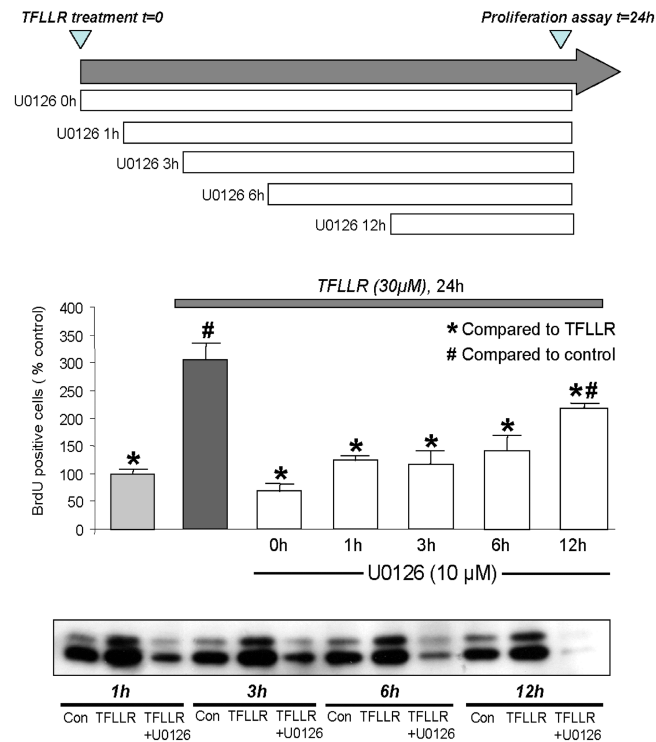 TFLLR treatment t=0 Proliferation assay t=24h
U0126 0h
U0126 1h
U0126 3h
U0126 6h
U0126 12h
TFLLR (30µM), 24h
* Compared to TFLLR
# Compared to control
BrdU positive cells ( % control)
400
350
300
250
200
150
100
50
0
*
#
*
*
*
*
*#
0h 1h 3h 6h 12h
U0126 (10 µM)
1h 3h 6h 12h
Con TFLLR TFLLR +U0126 Con TFLLR TFLLR +U0126 Con TFLLR TFLLR +U0126 Con TFLLR TFLLR +U0126